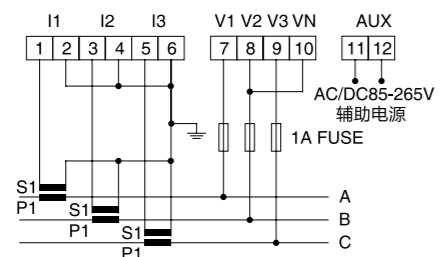 I1 I2 I3 V1 V2 V3 VN AUX
1 2 3 4 5 6 7 8 9 10 11 12
AC/DC85-265V
辅助电源
1A FUSE
S1
P1
A
S1
P1
B
S1
P1
C